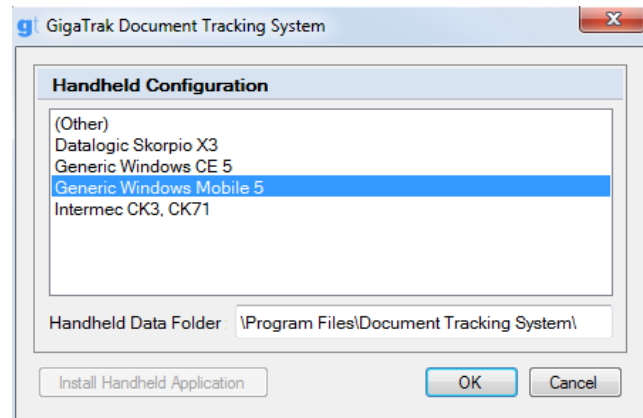 gt GigaTrak Document Tracking System
Handheld Configuration
(Other)
Datalogic Skorpio X3
Generic Windows CE 5
Generic Windows Mobile 5
Intermec CK3, CK71
Handheld Data Folder : \Program Files\Document Tracking System\
Install Handheld Application OK Cancel